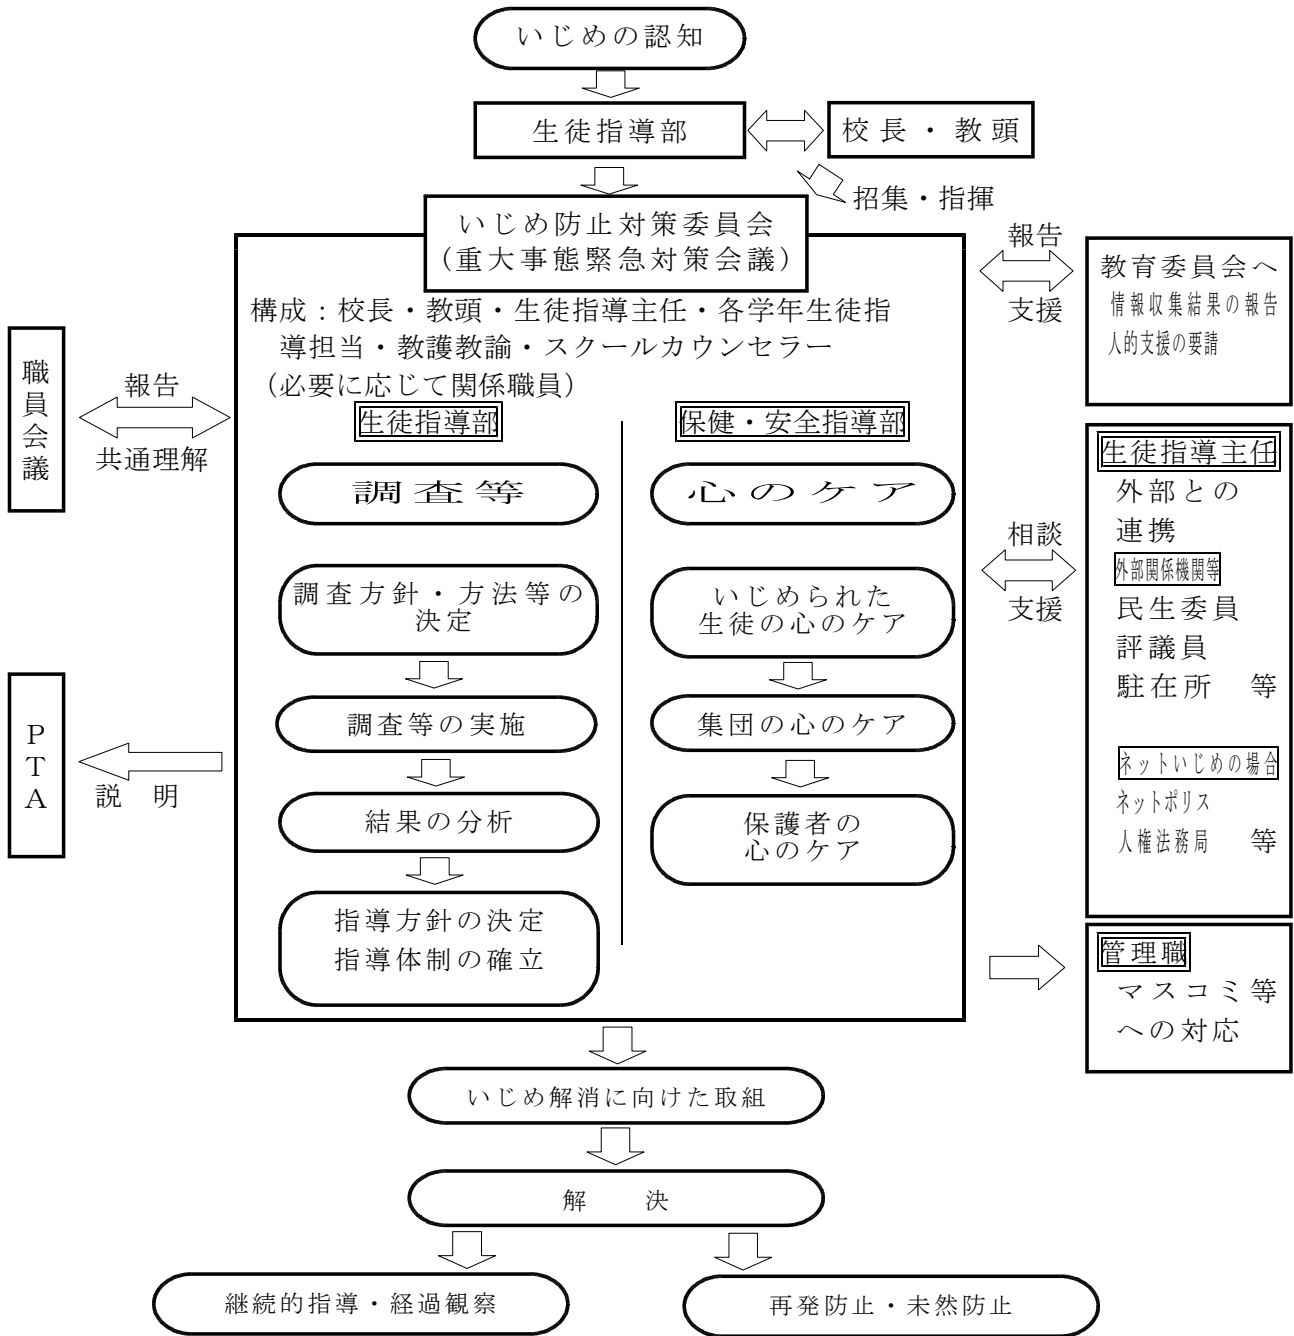 いじめの認知
生徒指導部
校長・教頭
招集・指揮
いじめ防止対策委員会
(重大事態緊急対策会議)
構成：校長・教頭・生徒指導主任・各学年生徒指
導担当・教護教諭・スクールカウンセラー
(必要に応じて関係職員)
職員会議
報告
共通理解
PTA
説　明
生徒指導部
調査等
調査方針・方法等の
決定
調査等の実施
結果の分析
指導方針の決定
指導体制の確立
保健・安全指導部
心のケア
いじめられた
生徒の心のケア
集団の心のケア
保護者の
心のケア
報告
支援
教育委員会へ
情報収集結果の報告
人的支援の要請
相談
支援
生徒指導主任
外部との
連携
外部関係機関等
民生委員
評議員
駐在所　等
ネットいじめの場合
ネットポリス
人権法務局　等
管理職
マスコミ等
への対応
いじめ解消に向けた取組
解　決
継続的指導・経過観察
再発防止・未然防止